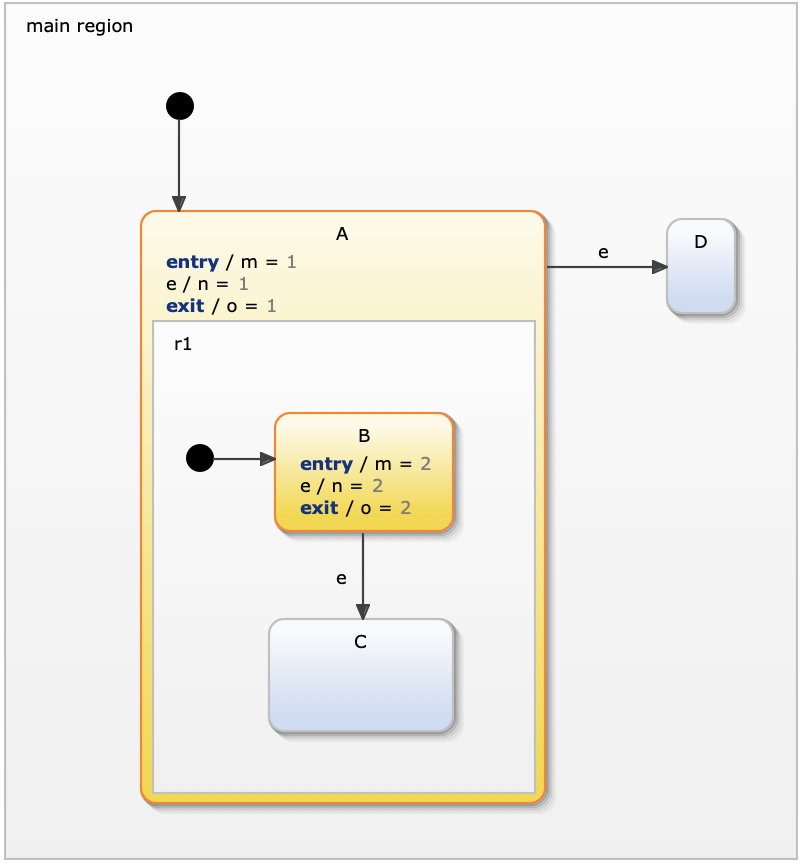 main region
A
entry / m = 1
e / n = 1
exit / o = 1
e
D
r1
B
entry / m = 2
e / n = 2
exit / o = 2
e
C